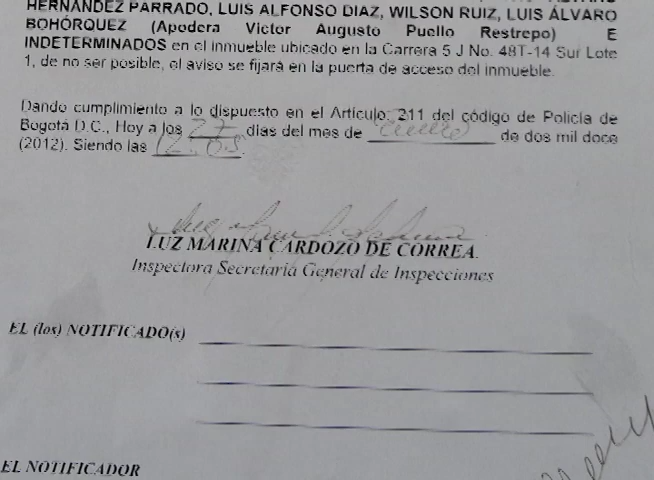 HERNANDEZ PARRADO, LUIS ALFONSO DIAZ, WILSON RUIZ, LUIS ÁLVARO
BOHÓRQUEZ (Apodera Victor Augusto Puello Restrepo) E
INDETERMINADOS en el inmueble ubicado en la Carrera 5 J No. 48T-14 Sur Lote
1, de no ser posible, el aviso se fijará en la puerta de acceso del inmueble.
Dando cumplimiento a lo dispuesto en el Artículo: 211 del código de Policía de
Bogotá D.C., Hoy a los 27 días del mes de enero de dos mil doce
(2012). Siendo las 12:05
LUZ MARINA CARDOZO DE CORREA.
Inspectora Secretaria General de Inspecciones
EL (los) NOTIFICADO(s)
EL NOTIFICADOR